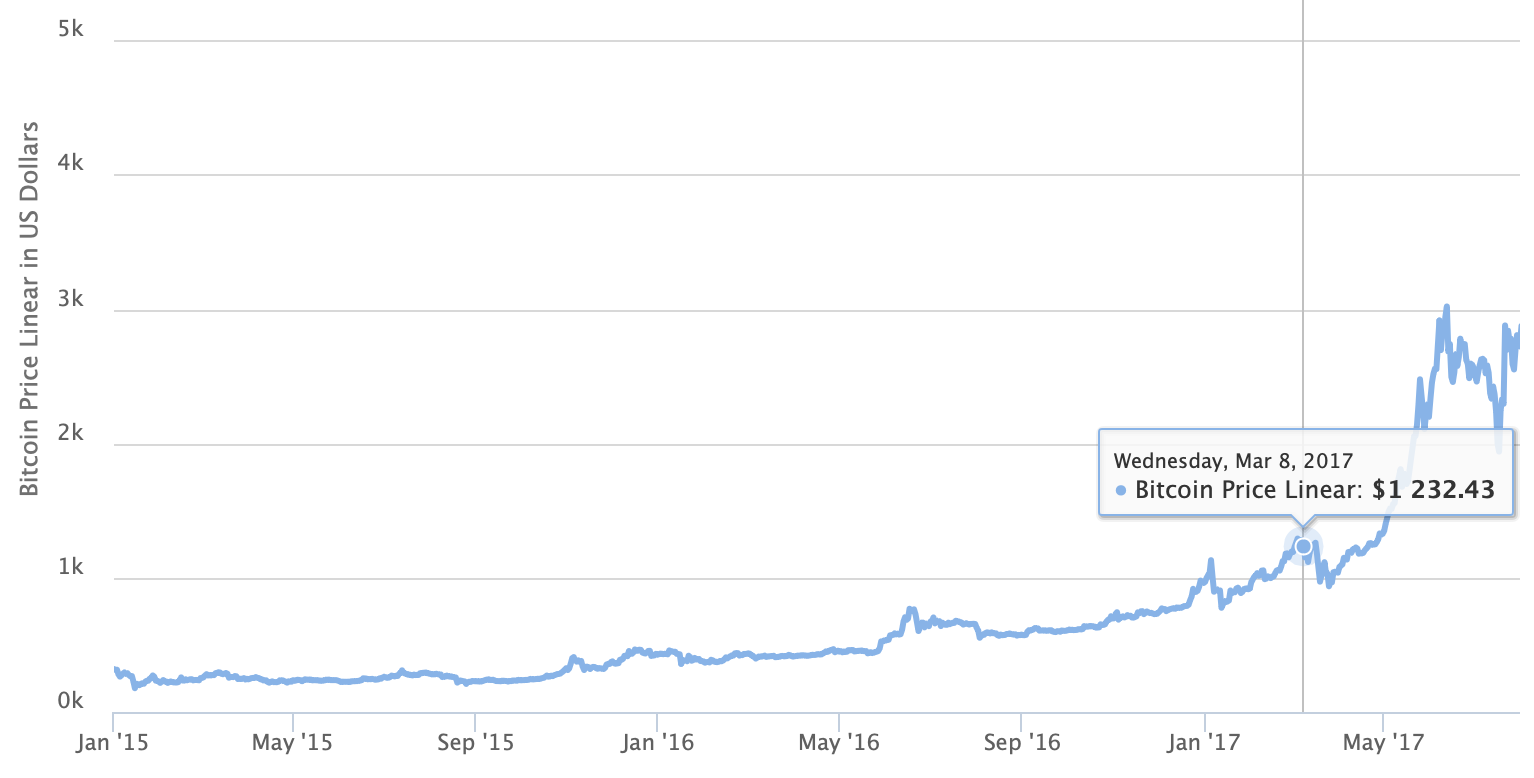 Bitcoin Price Linear in US Dollars
5k
4k
3k
2k
1k
0k
Wednesday, Mar 8, 2017
Bitcoin Price Linear: $1 232.43
Jan '15 May '15 Sep '15 Jan '16 May '16 Sep '16 Jan '17 May '17